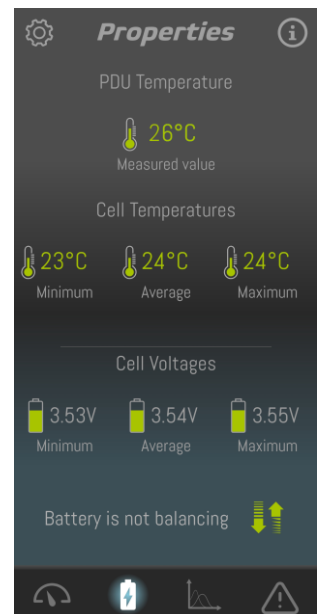 Properties
PDU Temperature
26°C
Measured value
Cell Temperatures
23°C 24°C 24°C
Minimum Average Maximum
Cell Voltages
3.53V 3.54V 3.55V
Minimum Average Maximum
Battery is not balancing